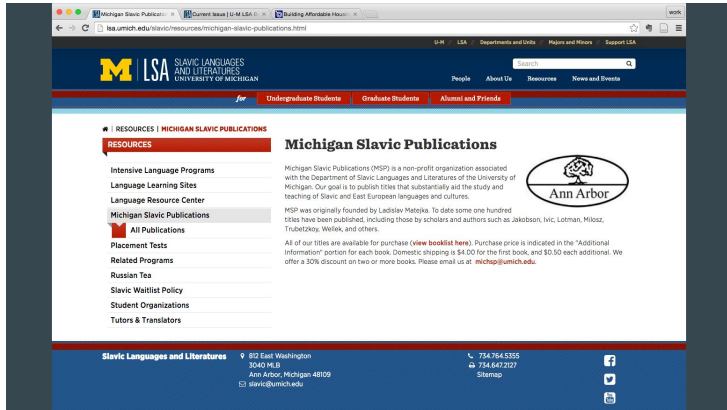 Michigan Slavic Publicatio
Current Issue | U-M LSA
Building Affordable House
work
lsa.umich.edu/slavic/resources/michigan-slavic-publications.html
U-M // LSA // Departments and Units // Majors and Minors // Support LSA
M LSA SLAVIC LANGUAGES
AND LITERATURES
UNIVERSITY OF MICHIGAN
Search
People About Us Resources News and Events
for Undergraduate Students Graduate Students Alumni and Friends
| RESOURCES | MICHIGAN SLAVIC PUBLICATIONS
RESOURCES
Intensive Language Programs
Language Learning Sites
Language Resource Center
Michigan Slavic Publications
All Publications
Placement Tests
Related Programs
Russian Tea
Slavic Waitlist Policy
Student Organizations
Tutors & Translators
Michigan Slavic Publications
Michigan Slavic Publications (MSP) is a non-profit organization associated
with the Department of Slavic Languages and Literatures of the University of
Michigan. Our goal is to publish titles that substantially aid the study and
teaching of Slavic and East European languages and cultures.
Ann Arbor
MSP was originally founded by Ladislav Matejka. To date some one hundred
titles have been published, including those by scholars and authors such as Jakobson, Ivic, Lotman, Milosz,
Trubetzkoy, Wellek, and others.
All of our titles are available for purchase (view booklist here). Purchase price is indicated in the "Additional
Information" portion for each book. Domestic shipping is $4.00 for the first book, and $0.50 each additional. We
offer a 30% discount on two or more books. Please email us at michsp@umich.edu.
Slavic Languages and Literatures
812 East Washington
3040 MLB
Ann Arbor, Michigan 48109
slavic@umich.edu
734.764.5355
734.647.2127
Sitemap